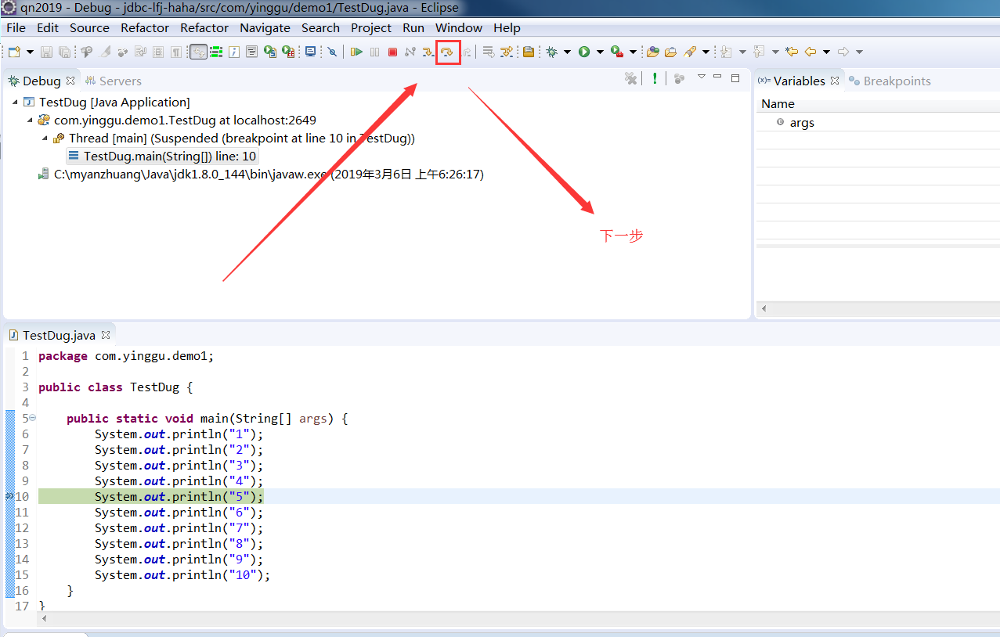 qn2019 - Debug - jdbc-lfj-haha/src/com/yinggu/demo1/TestDug.java - Eclipse
File Edit Source Refactor Refactor Navigate Search Project Run Window Help
Debug Servers
TestDug [Java Application]
com.yinggu.demo1.TestDug at localhost:2649
Thread [main] (Suspended (breakpoint at line 10 in TestDug))
TestDug.main(String[]) line: 10
C:\myanzhuang\Java\jdk1.8.0_144\bin\javaw.exe (2019年3月6日 上午6:26:17)
下一步
(x)= Variables Breakpoints
Name
args
TestDug.java
1 package com.yinggu.demo1;
2
3 public class TestDug {
4
5 public static void main(String[] args) {
6 System.out.println("1");
7 System.out.println("2");
8 System.out.println("3");
9 System.out.println("4");
10 System.out.println("5");
11 System.out.println("6");
12 System.out.println("7");
13 System.out.println("8");
14 System.out.println("9");
15 System.out.println("10");
16 }
17 }